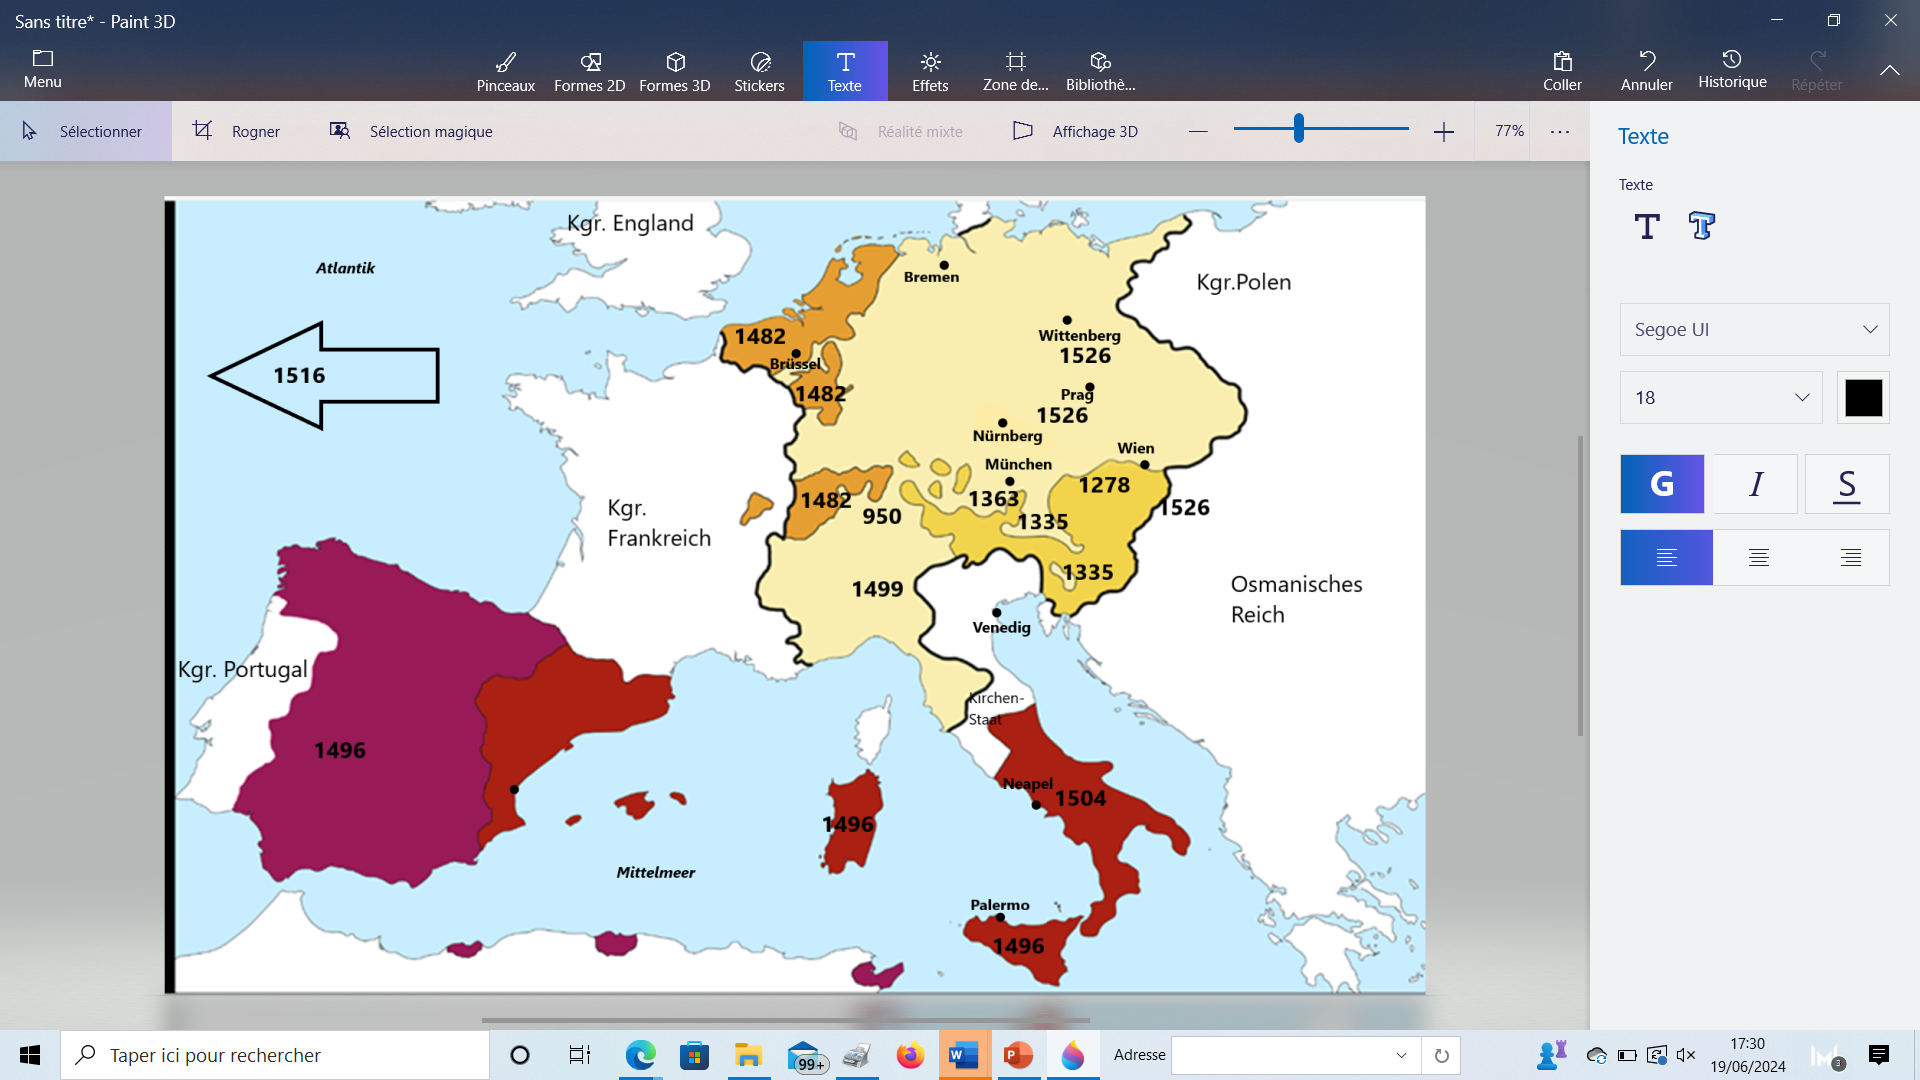 Sans titre* - Paint 3D
Menu
Pinceaux
Formes 2D
Formes 3D
Stickers
Texte
Effets
Zone de...
Bibliothè...
Coller
Annuler
Historique
Répéter
Sélectionner
Rogner
Sélection magique
Réalité mixte
Affichage 3D
77%
Texte
Texte
Segoe UI
18
G
I
S
Kgr. England
Atlantik
Bremen
Kgr.Polen
1482
Wittenberg
1526
Brüssel
1516
1482
Prag
1526
Nürnberg
Wien
München
1278
1363
1482
950
1335
1526
Kgr.
Frankreich
1335
1499
Osmanisches
Reich
Venedig
Kgr. Portugal
Kirchen-
Staat
1496
Neapel
1504
1496
Mittelmeer
Palermo
1496
Taper ici pour rechercher
99+
Adresse
17:30
19/06/2024
3